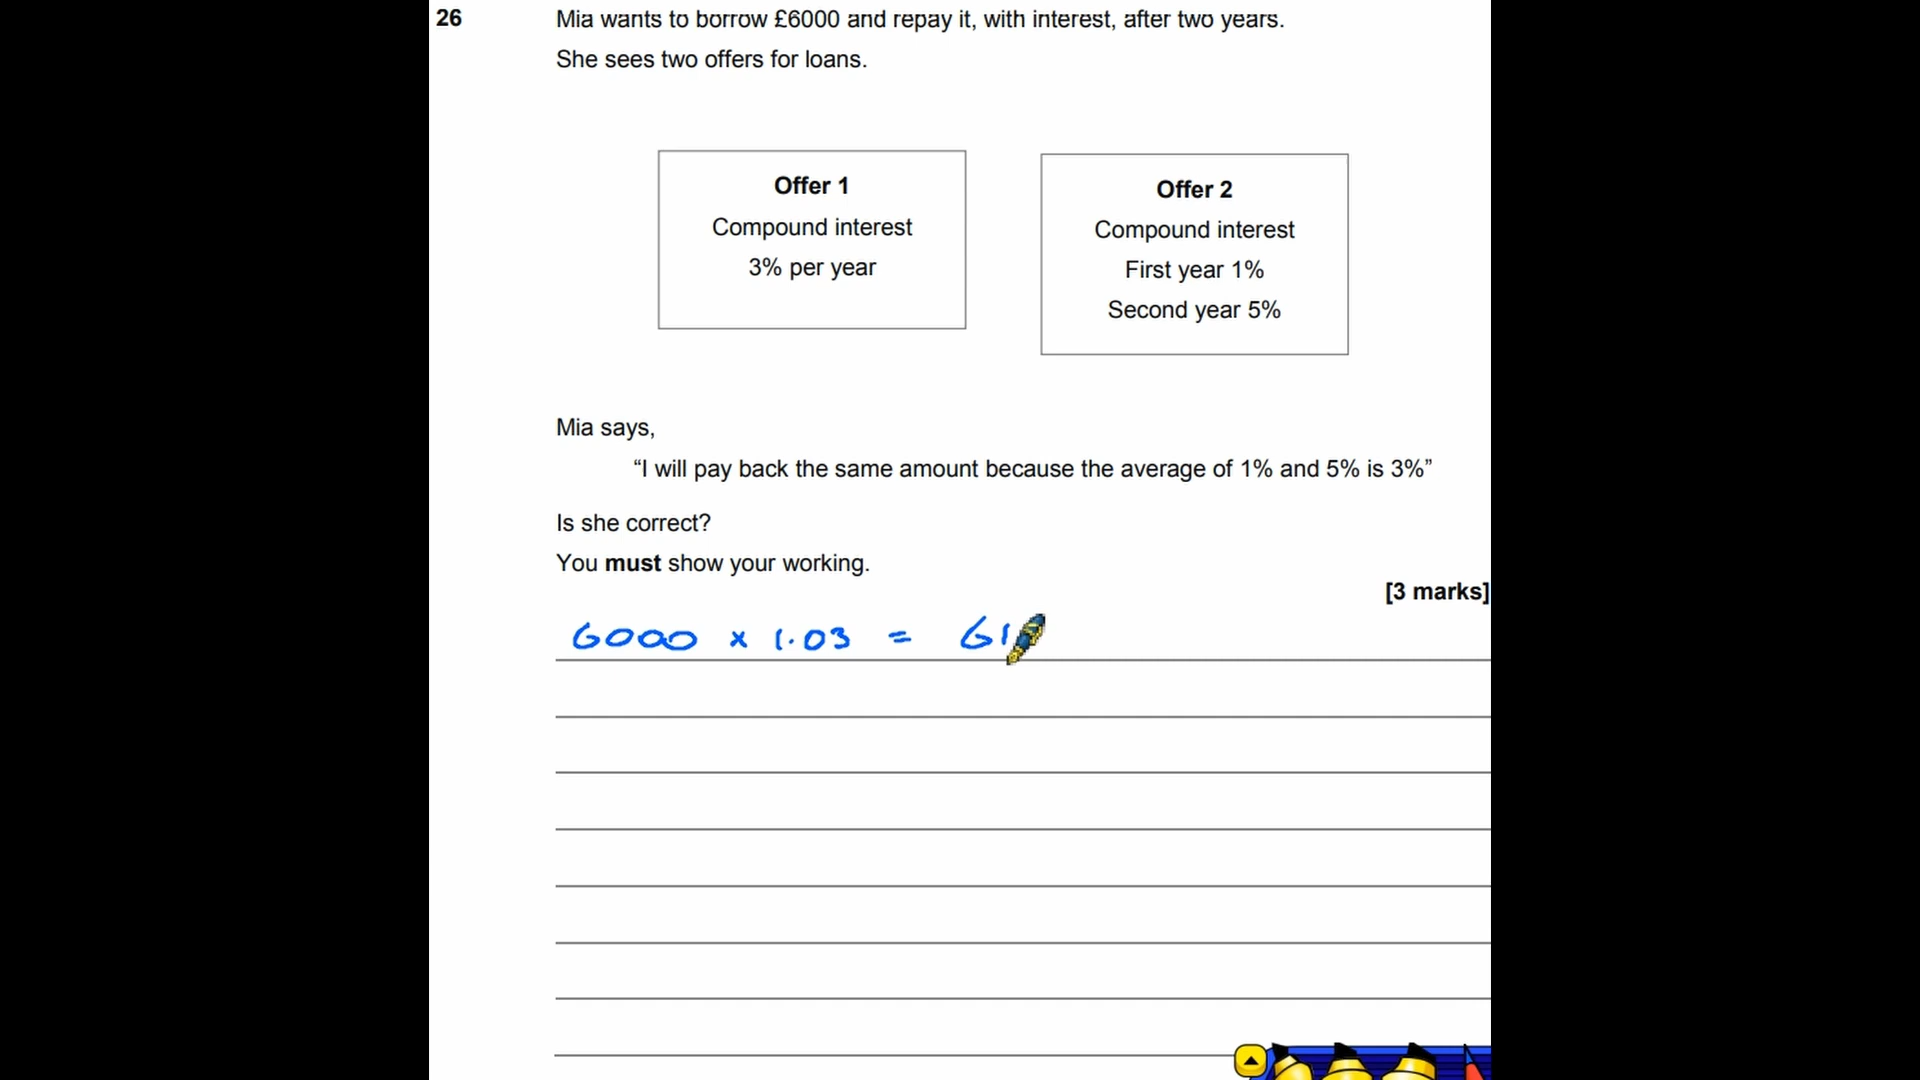 26 Mia wants to borrow £6000 and repay it, with interest, after two years.
She sees two offers for loans.
Offer 1
Compound interest
3% per year
Offer 2
Compound interest
First year 1%
Second year 5%
Mia says,
“I will pay back the same amount because the average of 1% and 5% is 3%”
Is she correct?
You must show your working.
[3 marks]
6000 × 1.03 = 61